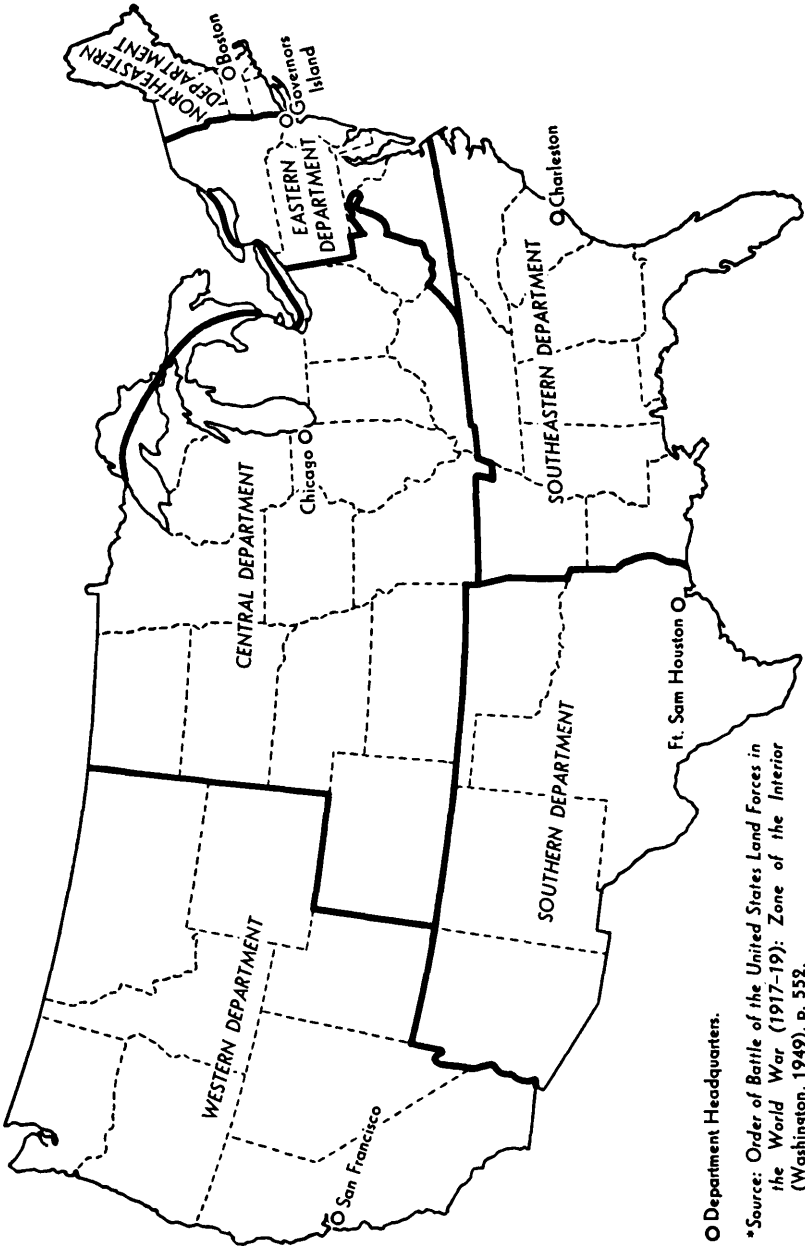 NORTHEASTERN
DEPARTMENT
Boston
Governors
Island
EASTERN
DEPARTMENT
CENTRAL DEPARTMENT
Chicago
WESTERN DEPARTMENT
San Francisco
SOUTHEASTERN DEPARTMENT
Charleston
SOUTHERN DEPARTMENT
Ft. Sam Houston
Department Headquarters.
*Source: Order of Battle of the United States Land Forces in
the World War (1917-19): Zone of the Interior
(Washington, 1949), p. 552.